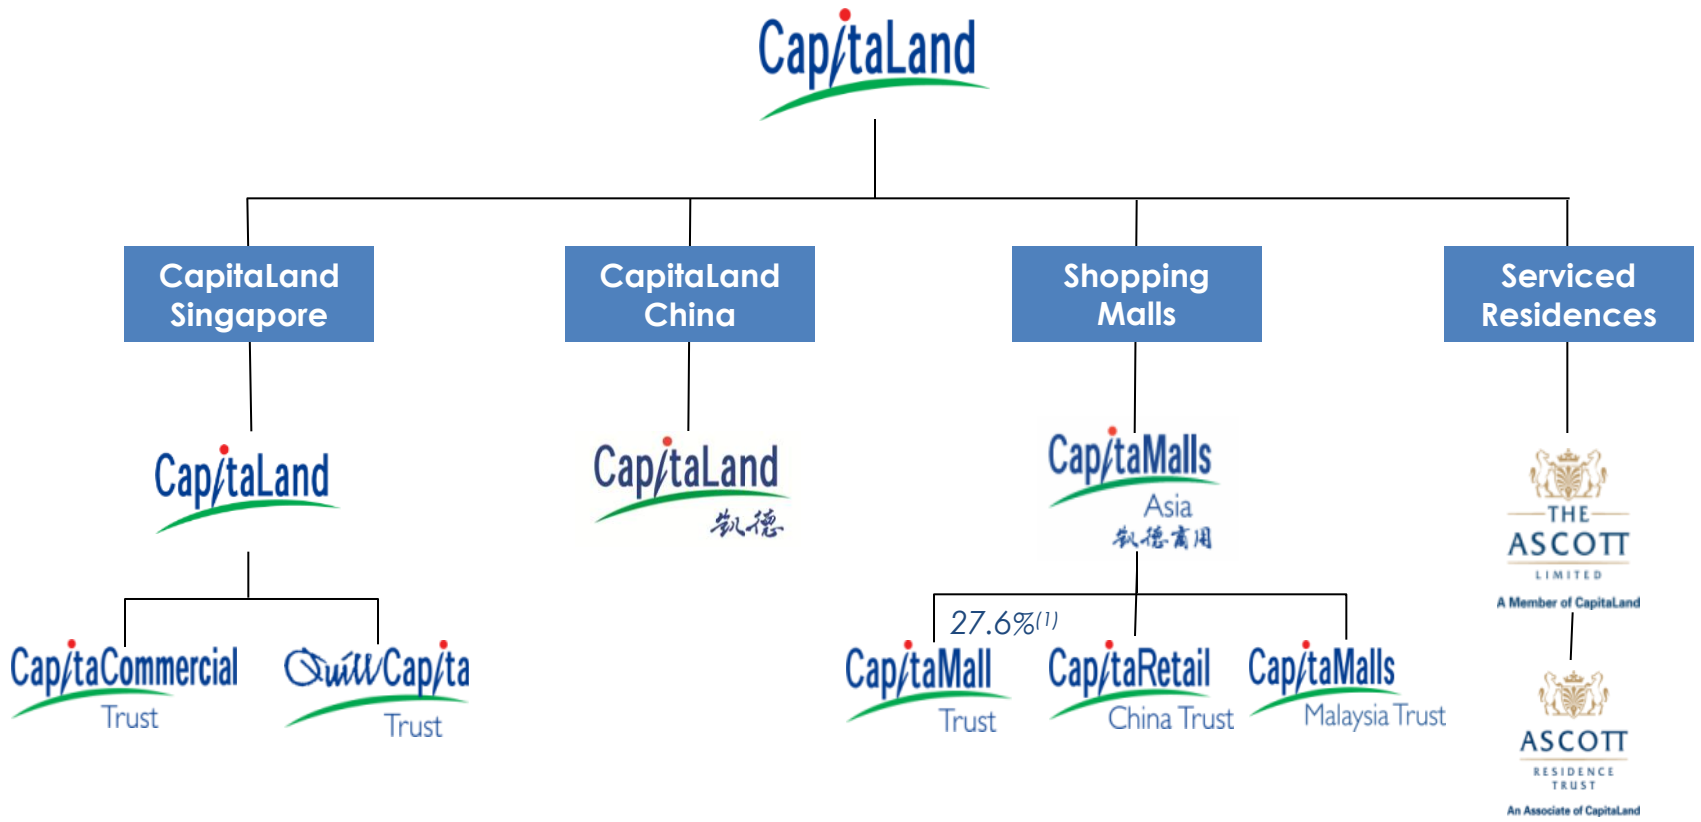 CapitaLand
CapitaLand
Singapore
CapitaLand
China
Shopping
Malls
Serviced
Residences
CapitaLand
CapitaLand
凯德
CapitaMalls
Asia
凯德商用
THE
ASCOTT
LIMITED
A Member of CapitaLand
27.6%(1)
CapitaCommercial
Trust
QuillCapita
Trust
CapitaMall
Trust
CapitaRetail
China Trust
CapitaMalls
Malaysia Trust
ASCOTT
RESIDENCE
TRUST
An Associate of CapitaLand